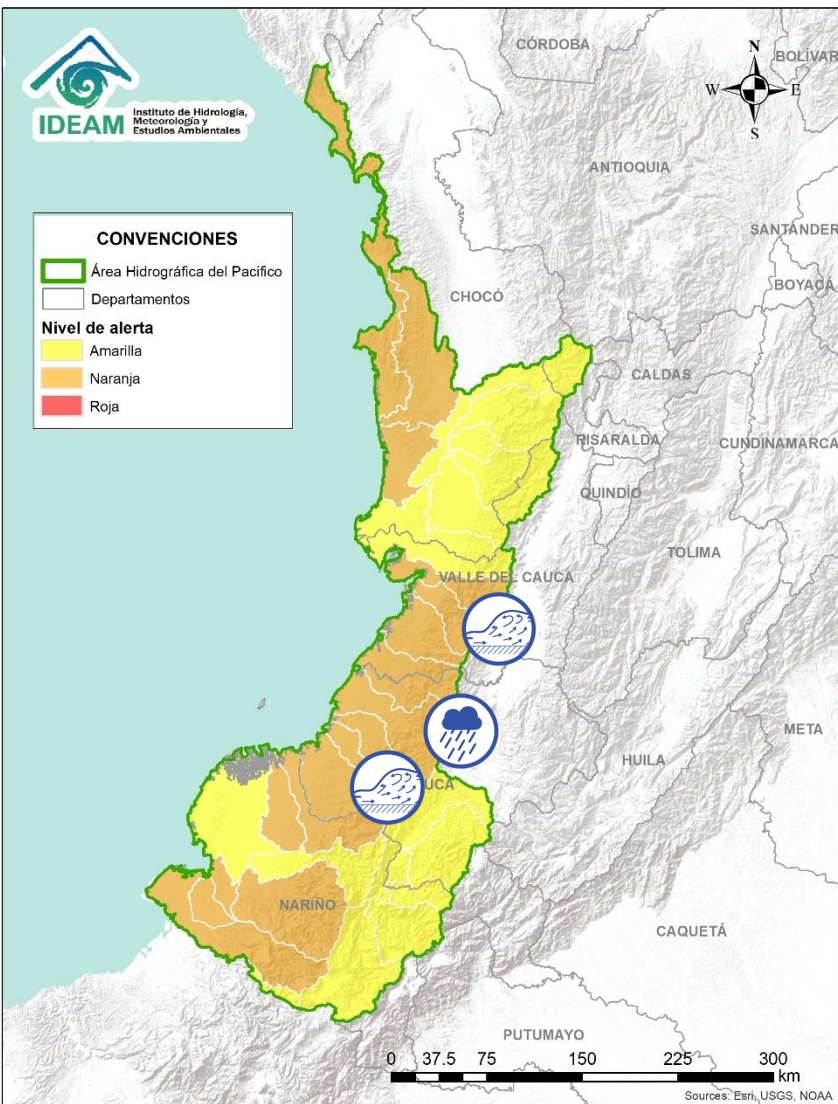 IDEAM
Instituto de Hidrología,
Meteorología y
Estudios Ambientales
N
W
E
S
CÓRDOBA
BOLÍVAR
ANTIOQUIA
SANTANDER
BOYACÁ
CONVENCIONES
Área Hidrográfica del Pacifico
Departamentos
Nivel de alerta
Amarilla
Naranja
Roja
CHOCÓ
CALDAS
RISARALDA
CUNDINAMARCA
QUINDÍO
TOLIMA
VALLE DEL CAUCA
META
HUILA
UCA
NARIÑO
CAQUETÁ
PUTUMAYO
0 37.5 75 150 225 300
km
Sources: Esri, USGS, NOAA